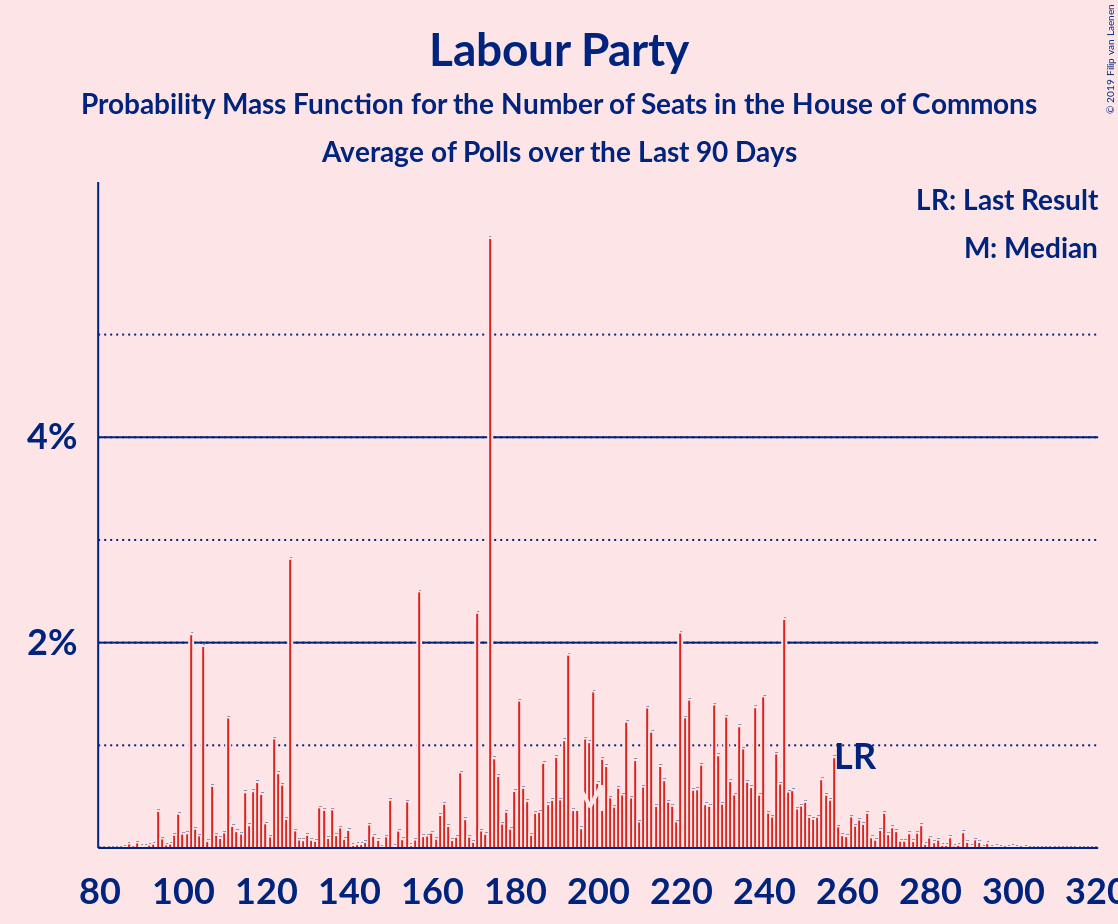 Labour Party
Probability Mass Function for the Number of Seats in the House of Commons
Average of Polls over the Last 90 Days
© 2019 Filip van Laenen
LR: Last Result
M: Median
4%
2%
M
LR
80 100 120 140 160 180 200 220 240 260 280 300 320